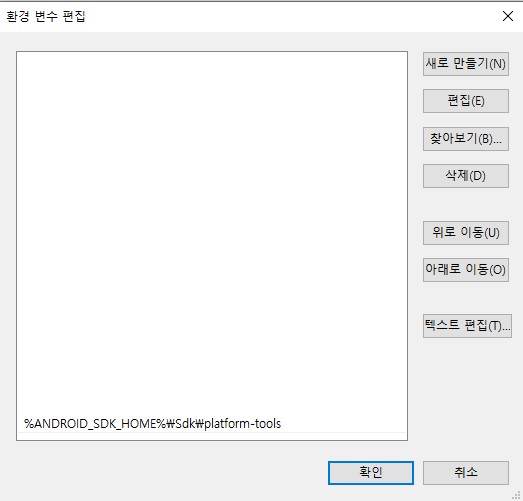 환경 변수 편집
새로 만들기(N)
편집(E)
찾아보기(B)...
삭제(D)
위로 이동(U)
아래로 이동(O)
텍스트 편집(T)...
%ANDROID_SDK_HOME%₩Sdk₩platform-tools
확인
취소